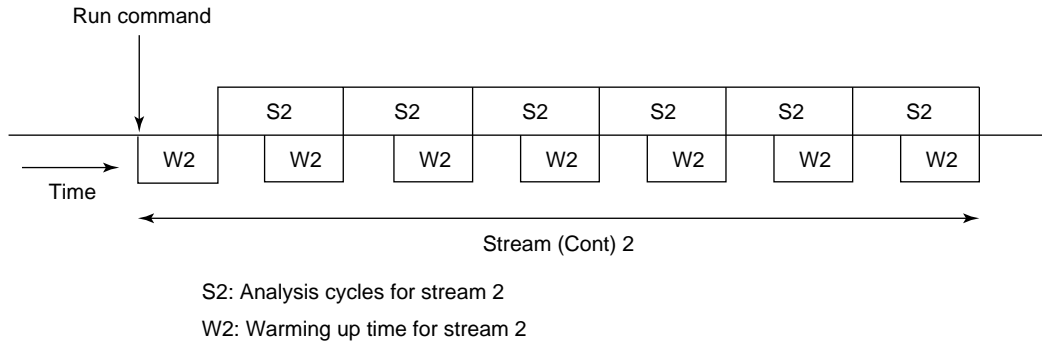 Run command
S2 S2 S2 S2 S2 S2
W2 W2 W2 W2 W2 W2 W2
Time
Stream (Cont) 2
S2: Analysis cycles for stream 2
W2: Warming up time for stream 2